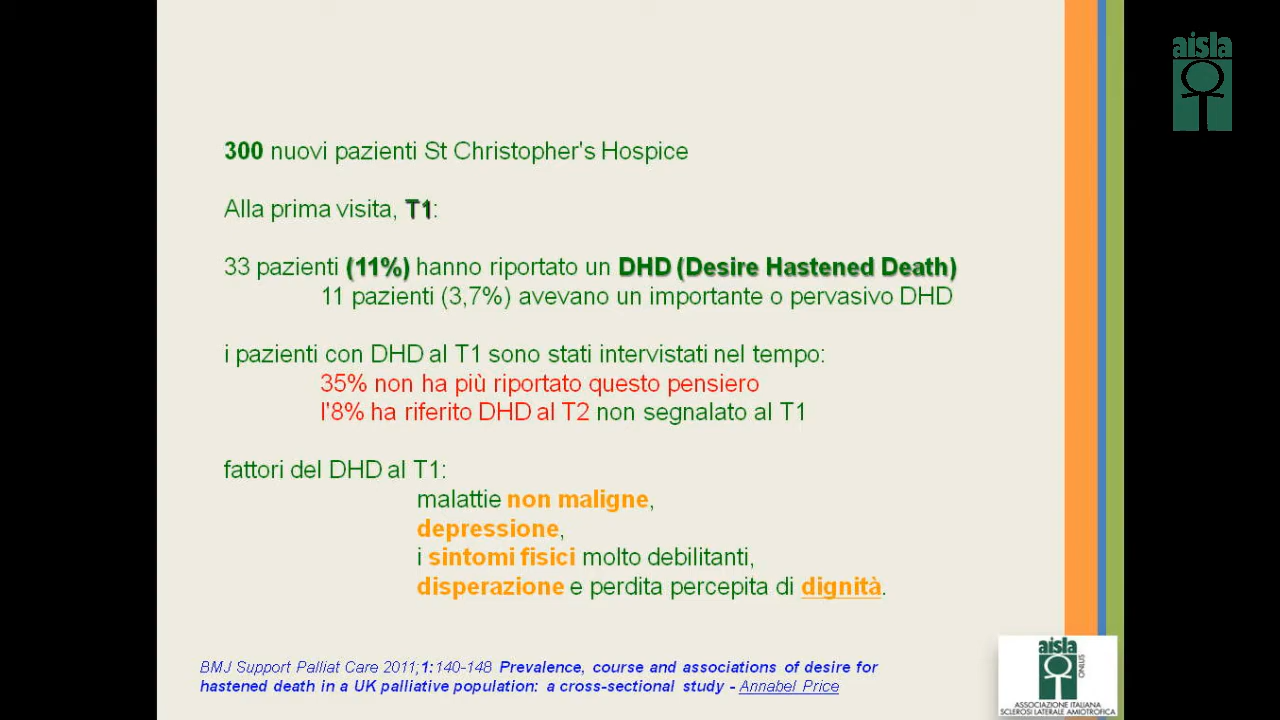 aisla
300 nuovi pazienti St Christopher's Hospice
Alla prima visita, T1:
33 pazienti (11%) hanno riportato un DHD (Desire Hastened Death)
11 pazienti (3,7%) avevano un importante o pervasivo DHD
i pazienti con DHD al T1 sono stati intervistati nel tempo:
35% non ha più riportato questo pensiero
l'8% ha riferito DHD al T2 non segnalato al T1
fattori del DHD al T1:
malattie non maligne,
depressione,
i sintomi fisici molto debilitanti,
disperazione e perdita percepita di dignità.
BMJ Support Palliat Care 2011;1:140-148 Prevalence, course and associations of desire for
hastened death in a UK palliative population: a cross-sectional study - Annabel Price
aisla
ONLUS
ASSOCIAZIONE ITALIANA
SCLEROSI LATERALE AMIOTROFICA